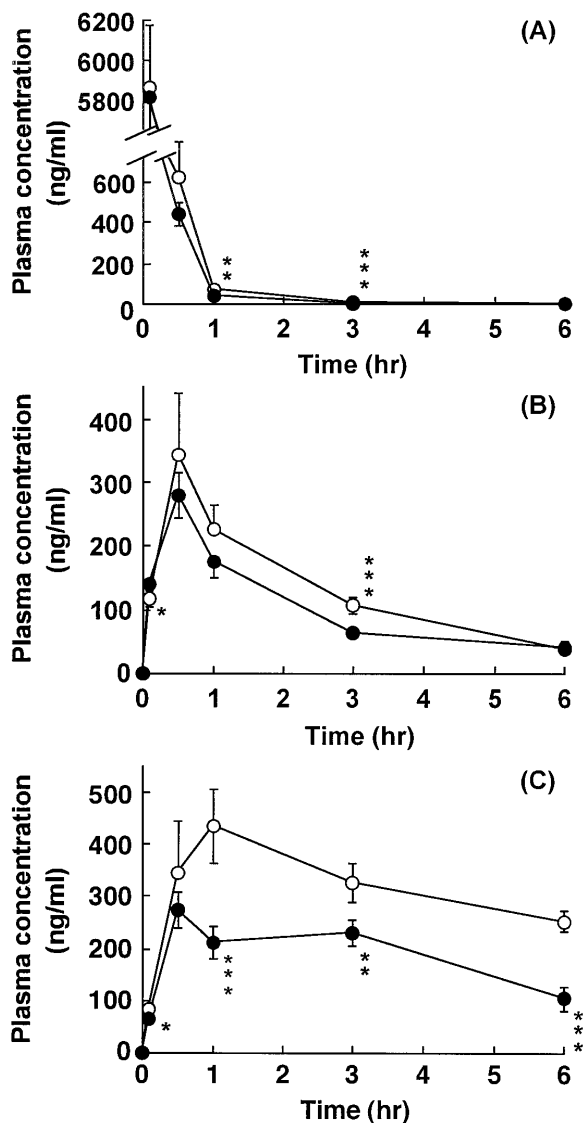 (A)
Plasma concentration
(ng/ml)
6200
6000
5800
600
400
200
0
**
***
0 1 2 3 4 5 6
Time (hr)
(B)
Plasma concentration
(ng/ml)
400
300
200
100
0
*
***
0 1 2 3 4 5 6
Time (hr)
(C)
Plasma concentration
(ng/ml)
500
400
300
200
100
0
*
***
**
***
0 1 2 3 4 5 6
Time (hr)